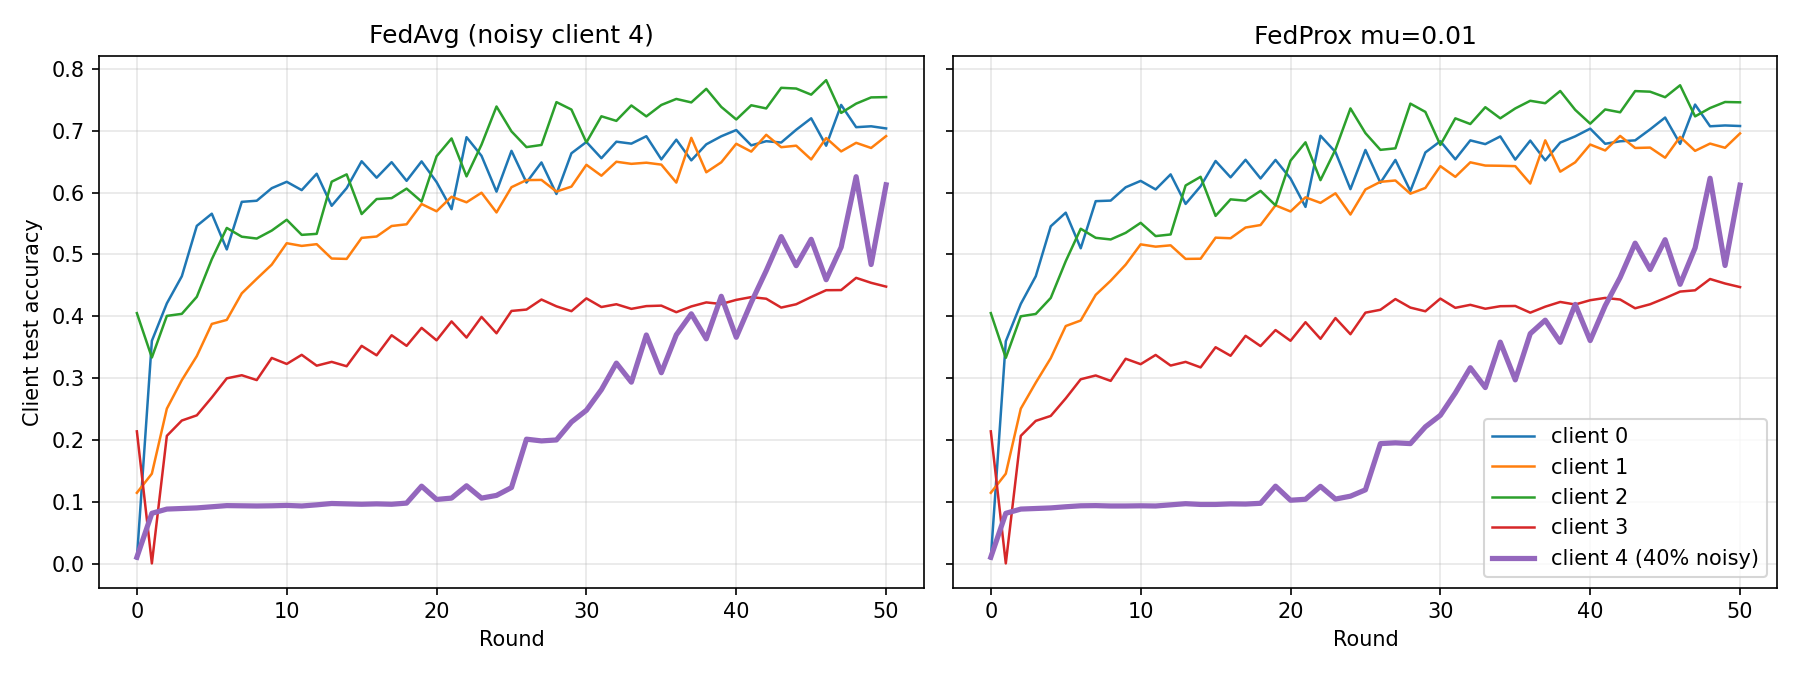 FedAvg (noisy client 4)
FedProx mu=0.01
Client test accuracy
0.8
0.7
0.6
0.5
0.4
0.3
0.2
0.1
0.0
0 10 20 30 40 50
Round
client 0
client 1
client 2
client 3
client 4 (40% noisy)
0 10 20 30 40 50
Round